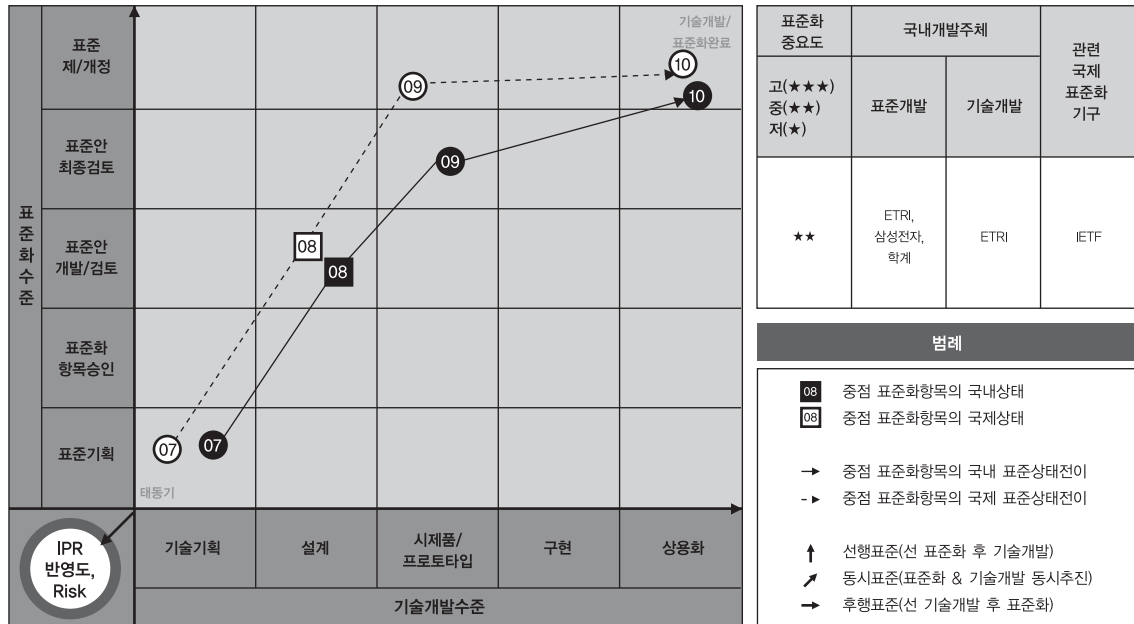 표준화수준
표준
제/개정
표준안
최종검토
표준안
개발/검토
표준화
항목승인
표준기획
기술개발/
표준화완료
10
10
09
09
08
08
07
07
태동기
IPR
반영도,
Risk
기술기획
설계
시제품/
프로토타입
구현
상용화
기술개발수준
표준화
중요도
국내개발주체
관련
국제
표준화
기구
고(★★★)
중(★★)
저(★)
표준개발
기술개발
★★
ETRI,
삼성전자,
학계
ETRI
IETF
범례
08 중점 표준화항목의 국내상태
08 중점 표준화항목의 국제상태
→ 중점 표준화항목의 국내 표준상태전이
-► 중점 표준화항목의 국제 표준상태전이
↑ 선행표준(선 표준화 후 기술개발)
↗ 동시표준(표준화 & 기술개발 동시추진)
→ 후행표준(선 기술개발 후 표준화)